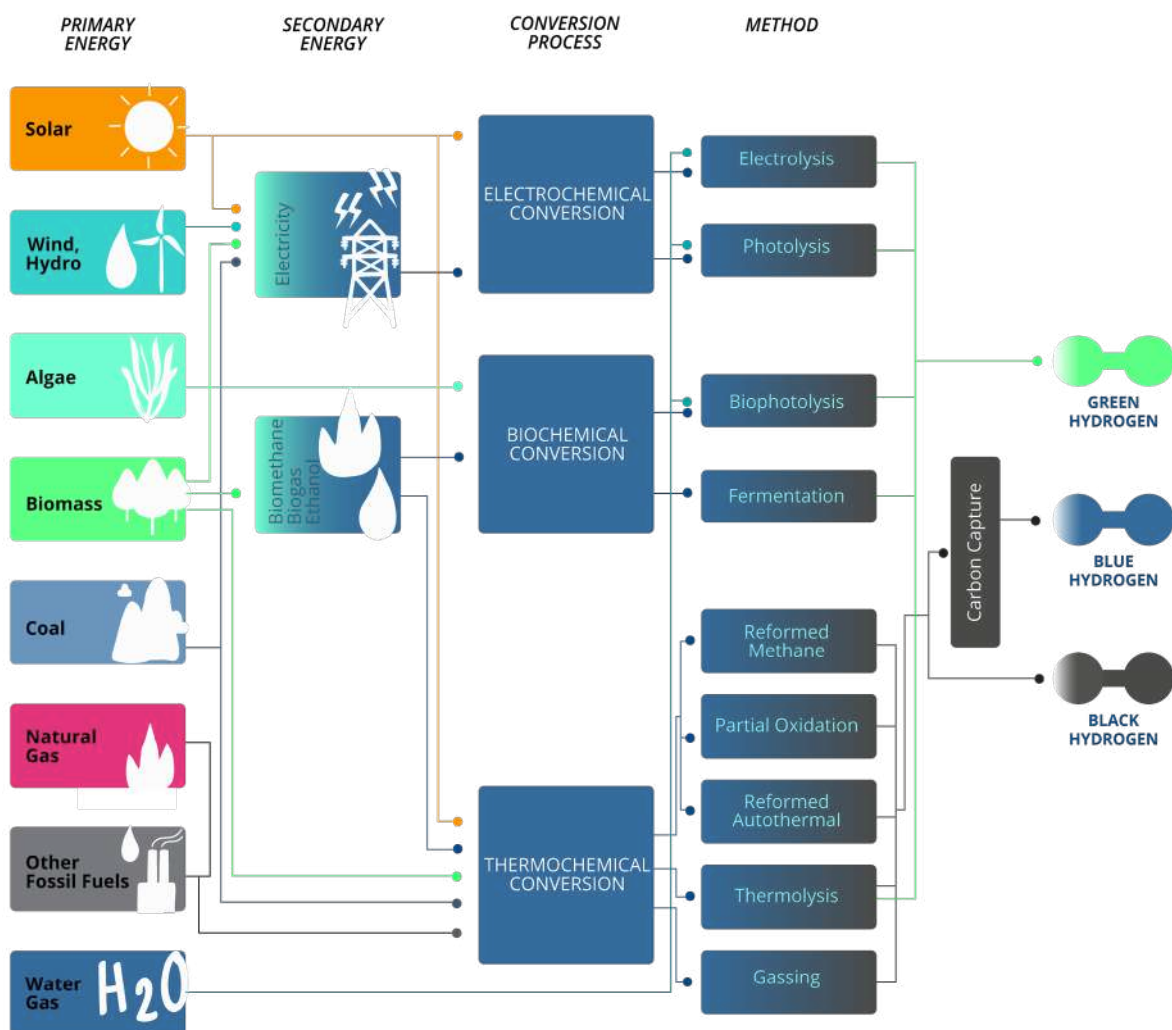 PRIMARY
ENERGY
SECONDARY
ENERGY
CONVERSION
PROCESS
METHOD
Solar
Wind,
Hydro
Algae
Biomass
Coal
Natural
Gas
Other
Fossil Fuels
Water
Gas
H2O
Electricity
Biomethane
Biogas
Ethanol
ELECTROCHEMICAL
CONVERSION
BIOCHEMICAL
CONVERSION
THERMOCHEMICAL
CONVERSION
Electrolysis
Photolysis
Biophotolysis
Fermentation
Reformed
Methane
Partial Oxidation
Reformed
Autothermal
Thermolysis
Gassing
Carbon Capture
GREEN
HYDROGEN
BLUE
HYDROGEN
BLACK
HYDROGEN